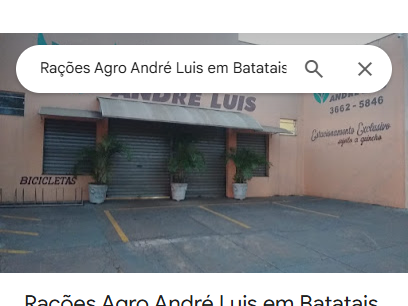 Rações Agro André Luis em Batatais
ANDRÉ LUIS
ANDRÉ
3662-5846
Estacionamento Exclusivo
sujeito a guincho
BICICLETAS
Rações Agro André Luis em Batatais